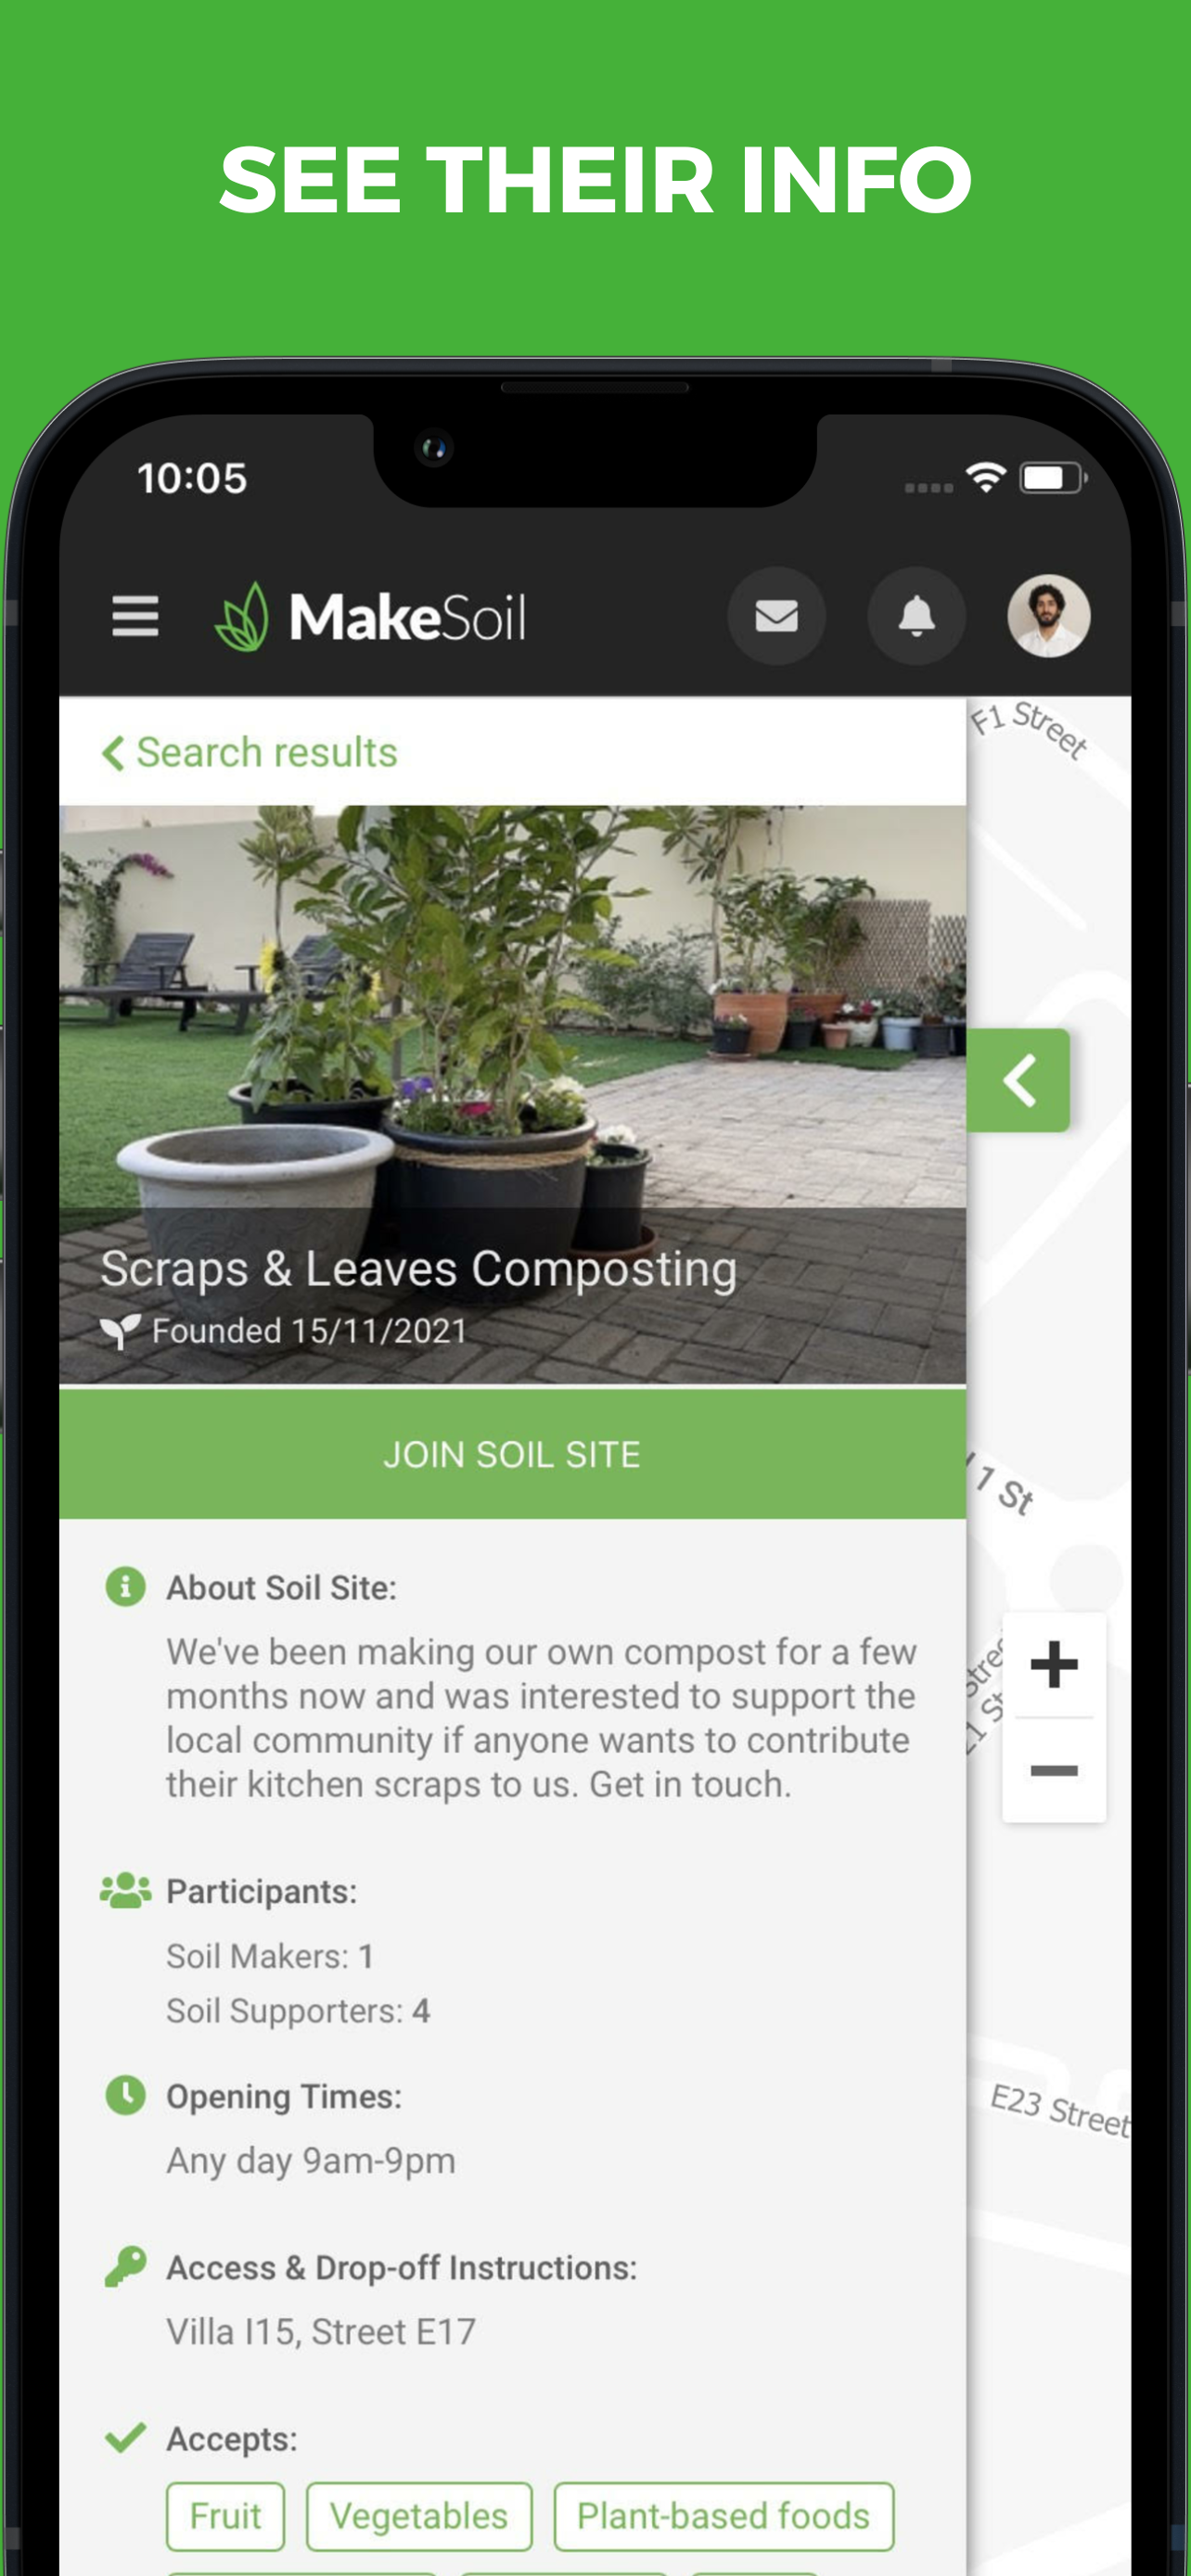 SEE THEIR INFO
10:05
MakeSoil
Search results
F1 Street
Scraps & Leaves Composting
Founded 15/11/2021
JOIN SOIL SITE
1 St
About Soil Site:
We've been making our own compost for a few
months now and was interested to support the
local community if anyone wants to contribute
their kitchen scraps to us. Get in touch.
Participants:
Soil Makers: 1
Soil Supporters: 4
Opening Times:
Any day 9am-9pm
E23 Street
Access & Drop-off Instructions:
Villa I15, Street E17
Accepts:
Fruit
Vegetables
Plant-based foods